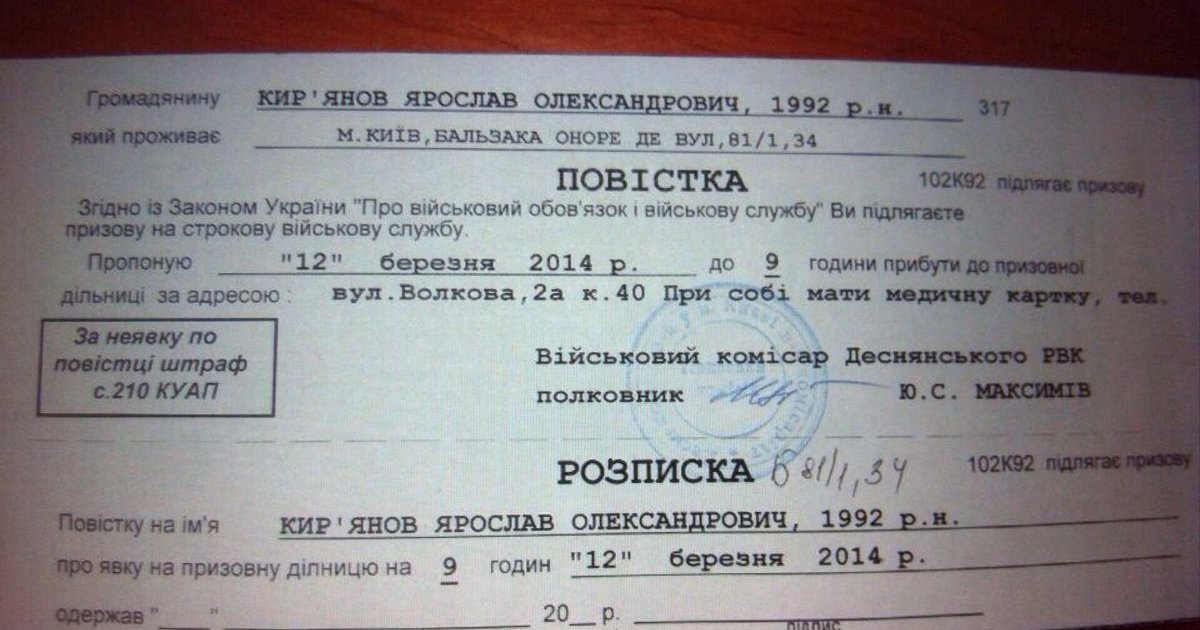 Громадянину КИР'ЯНОВ ЯРОСЛАВ ОЛЕКСАНДРОВИЧ, 1992 р.н. 317
який проживає М.КИЇВ,БАЛЬЗАКА ОНОРЕ ДЕ ВУЛ,81/1,34
ПОВІСТКА 102К92 підлягає призову
Згідно із Законом України "Про військовий обов'язок і військову службу" Ви підлягаєте
призову на строкову військову службу.
Пропоную "12" березня 2014 р. до 9 години прибути до призовної
дільниці за адресою : вул.Волкова,2а к.40 При собі мати медичну картку, тел.
За неявку по
повістці штраф
с.210 КУАП
Військовий комісар Деснянського РВК
полковник Ю.С. МАКСИМІВ
РОЗПИСКА 81/1,34 102К92 підлягає призову
Повістку на ім'я КИР'ЯНОВ ЯРОСЛАВ ОЛЕКСАНДРОВИЧ, 1992 р.н.
про явку на призовну ділницю на 9 годин "12" березня 2014 р.
одержав "____" 20__ р.
підпис